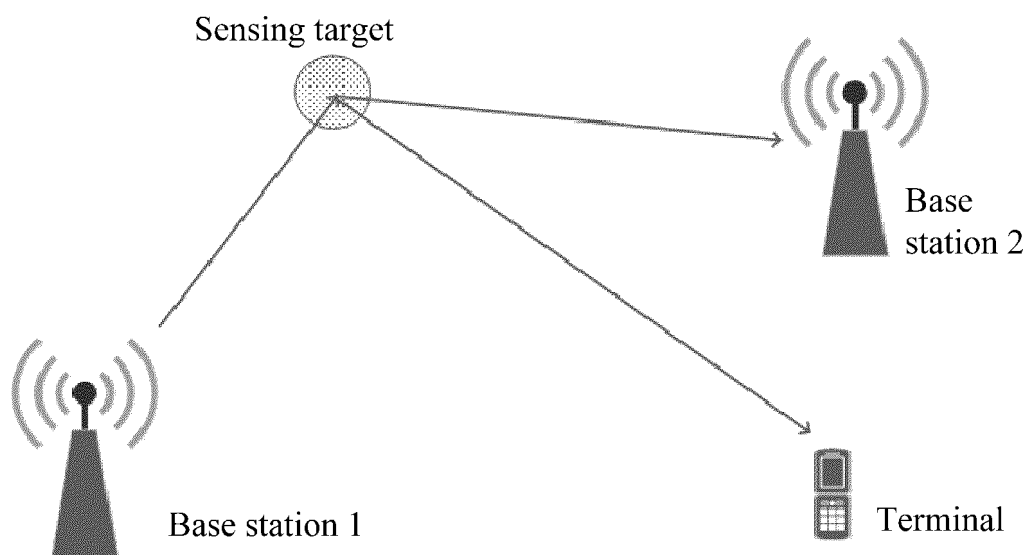 Sensing target
Base
station 2
Base station 1
Terminal